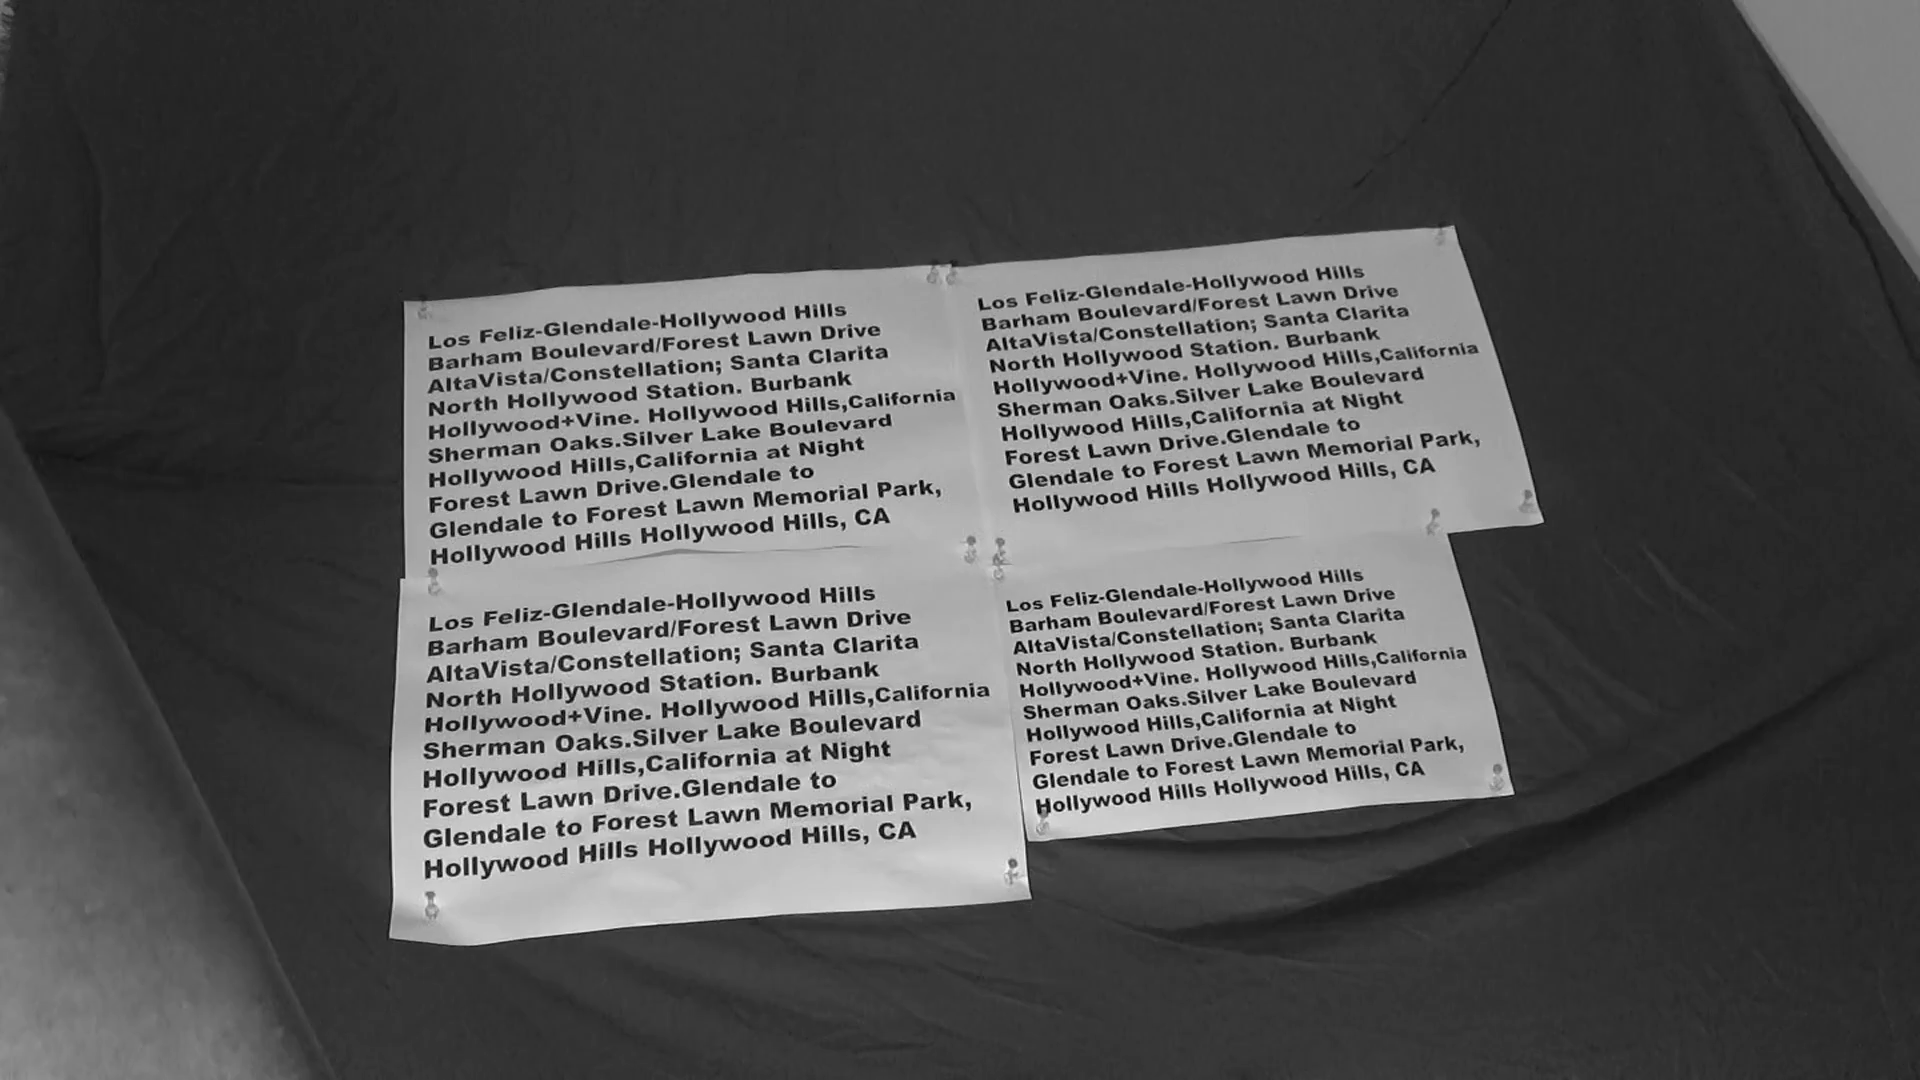 Los Feliz-Glendale-Hollywood Hills
Barham Boulevard/Forest Lawn Drive
AltaVista/Constellation; Santa Clarita
North Hollywood Station. Burbank
Hollywood+Vine. Hollywood Hills,California
Sherman Oaks.Silver Lake Boulevard
Hollywood Hills,California at Night
Forest Lawn Drive.Glendale to
Glendale to Forest Lawn Memorial Park,
Hollywood Hills Hollywood Hills, CA
Los Feliz-Glendale-Hollywood Hills
Barham Boulevard/Forest Lawn Drive
AltaVista/Constellation; Santa Clarita
North Hollywood Station. Burbank
Hollywood+Vine. Hollywood Hills,California
Sherman Oaks.Silver Lake Boulevard
Hollywood Hills,California at Night
Forest Lawn Drive.Glendale to
Glendale to Forest Lawn Memorial Park,
Hollywood Hills Hollywood Hills, CA
Los Feliz-Glendale-Hollywood Hills
Barham Boulevard/Forest Lawn Drive
AltaVista/Constellation; Santa Clarita
North Hollywood Station. Burbank
Hollywood+Vine. Hollywood Hills,California
Sherman Oaks.Silver Lake Boulevard
Hollywood Hills,California at Night
Forest Lawn Drive.Glendale to
Glendale to Forest Lawn Memorial Park,
Hollywood Hills Hollywood Hills, CA
Los Feliz-Glendale-Hollywood Hills
Barham Boulevard/Forest Lawn Drive
AltaVista/Constellation; Santa Clarita
North Hollywood Station. Burbank
Hollywood+Vine. Hollywood Hills,California
Sherman Oaks.Silver Lake Boulevard
Hollywood Hills,California at Night
Forest Lawn Drive.Glendale to
Glendale to Forest Lawn Memorial Park,
Hollywood Hills Hollywood Hills, CA